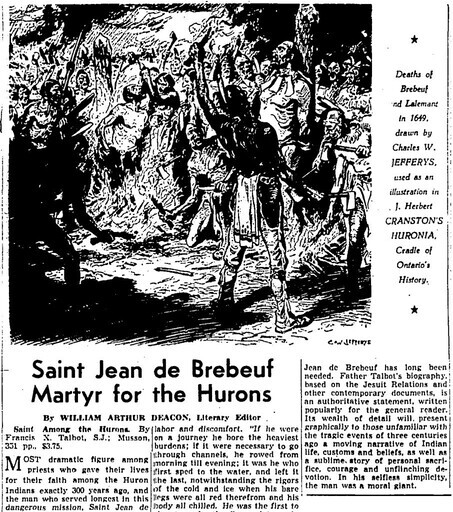 ★
Deaths of
Brebeuf
nd Lalemant
in 1649,
drawn by
Charles W.
JEFFERYS,
used as an
illustration in
J. Herbert
CRANSTON'S
HURONIA,
Cradle of
Ontario's
History.
★
C.W. JEFFERYS
Saint Jean de Brebeuf
Martyr for the Hurons
By WILLIAM ARTHUR DEACON, Literary Editor
Saint Among the Hurons. By
Francis X. Talbot, S.J.; Musson,
351 pp., $3.75.
MOST dramatic figure among
priests who gave their lives
for their faith among the Huron
Indians exactly 300 years ago, and
the man who served longest in this
dangerous mission, Saint Jean de
labor and discomfort. "If he were
on a journey he bore the heaviest
burdens; if it were necessary to go
through channels, he rowed from
morning till evening; it was he who
first sped to the water, and left it
the last, notwithstanding the rigors
of the cold and ice when his bare
legs were all red therefrom and his
body all chilled. He was the first to
Jean de Brebeuf has long been
needed. Father Talbot's biography,
based on the Jesuit Relations and
other contemporary documents, is
an authoritative statement, written
popularly for the general reader.
Its wealth of detail will present
graphically to those unfamiliar with
the tragic events of three centuries
ago a moving narrative of Indian
life, customs and beliefs, as well as
a sublime story of personal sacri-
fice, courage and unflinching de-
votion. In his selfless simplicity,
the man was a moral giant.